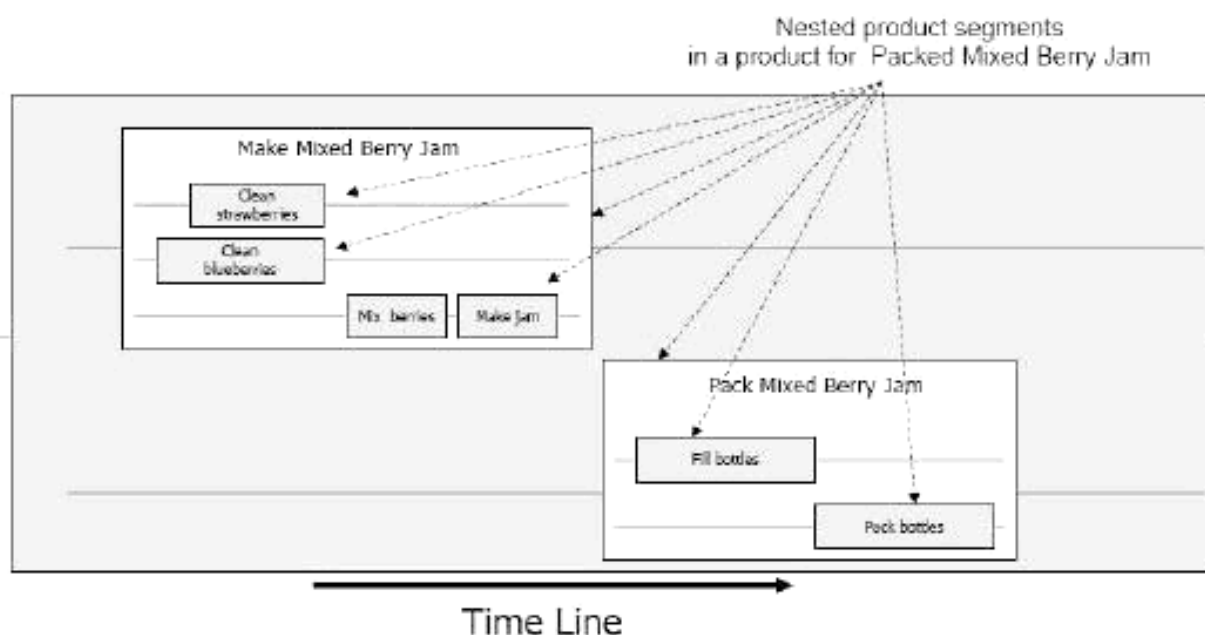 Nested product segments
in a product for Packed Mixed Berry Jam
Make Mixed Berry Jam
Clean
strawberries
Clean
blueberries
Mix berries
Make Jam
Pack Mixed Berry Jam
Fill bottles
Pack bottles
Time Line